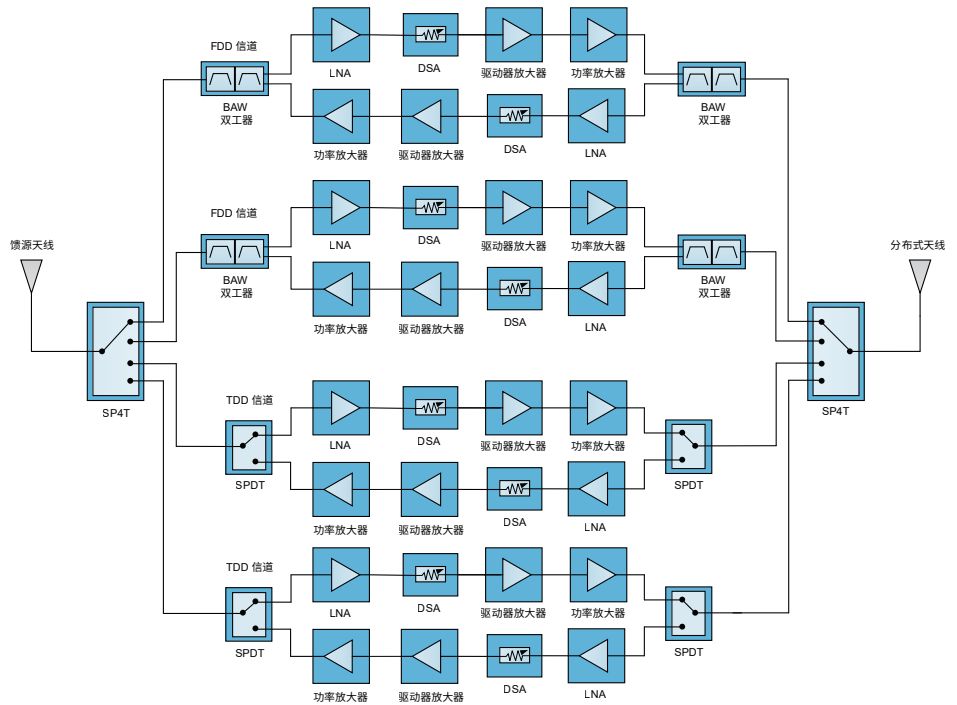 FDD 信道
BAW
双工器
LNA
DSA
驱动器放大器
功率放大器
BAW
双工器
功率放大器
驱动器放大器
DSA
LNA
FDD 信道
BAW
双工器
LNA
DSA
驱动器放大器
功率放大器
BAW
双工器
功率放大器
驱动器放大器
DSA
LNA
馈源天线
分布式天线
SP4T
SP4T
TDD 信道
SPDT
LNA
DSA
驱动器放大器
功率放大器
SPDT
功率放大器
驱动器放大器
DSA
LNA
TDD 信道
SPDT
LNA
DSA
驱动器放大器
功率放大器
SPDT
功率放大器
驱动器放大器
DSA
LNA